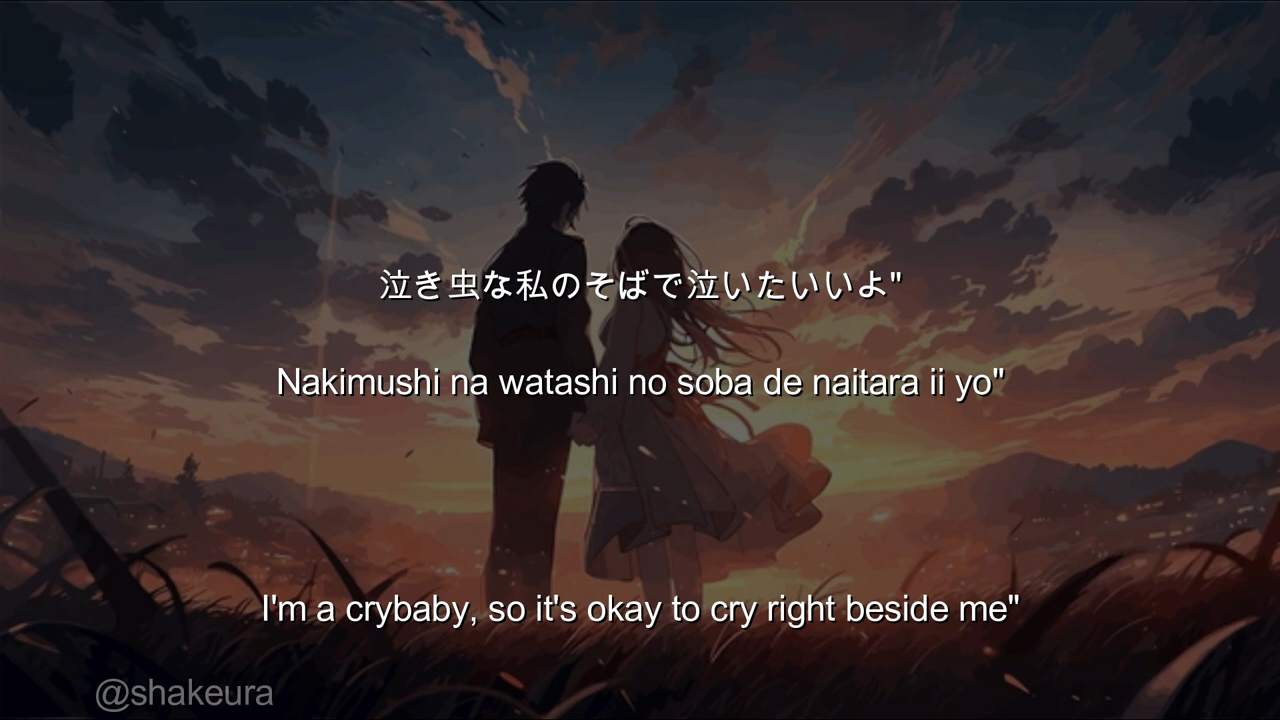 泣き虫な私のそばで泣いたいいよ"
Nakimushi na watashi no soba de naitara ii yo"
I'm a crybaby, so it's okay to cry right beside me"
@shakeura